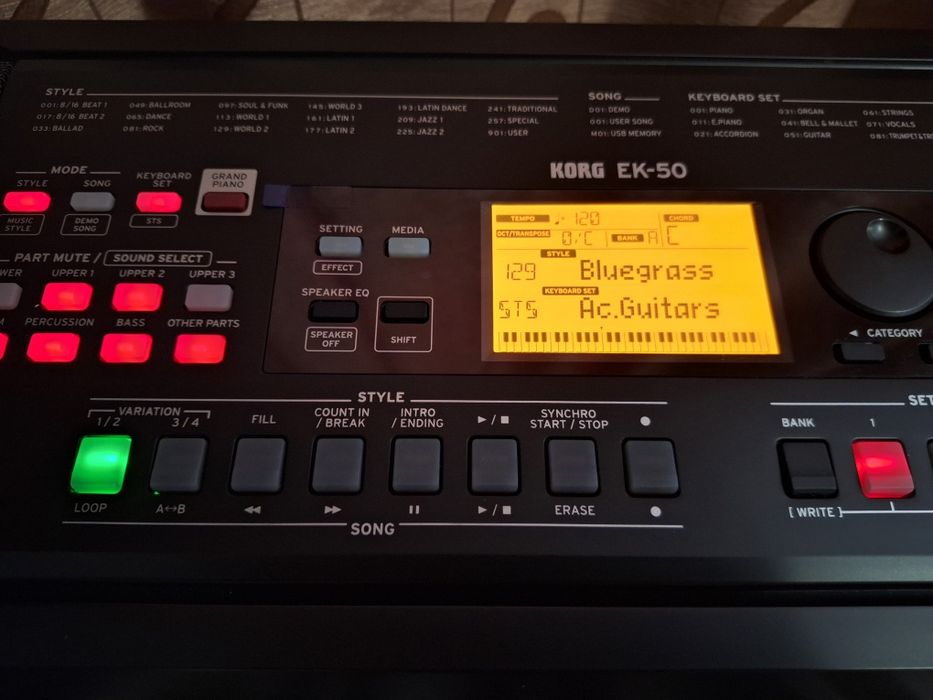 STYLE
001:8/16 BEAT 1 049:BALLROOM 097:SOUL & FUNK 145:WORLD 3 193:LATIN DANCE 241:TRADITIONAL
017:8/16 BEAT 2 065:DANCE 113:WORLD 1 161:LATIN 1 209:JAZZ 1 257:SPECIAL
033:BALLAD 081:ROCK 129:WORLD 2 177:LATIN 2 225:JAZZ 2 901:USER
SONG
001:DEMO
001:USER SONG
M01:USB MEMORY
KEYBOARD SET
001:PIANO 031:ORGAN 061:STRINGS
011:E.PIANO 041:BELL & MALLET 071:VOCALS
021:ACCORDION 051:GUITAR 081:TRUMPET&
KORG EK-50
MODE
STYLE SONG KEYBOARD SET
MUSIC STYLE DEMO SONG STS
GRAND PIANO
PART MUTE / SOUND SELECT
WER UPPER 1 UPPER 2 UPPER 3
M PERCUSSION BASS OTHER PARTS
SETTING MEDIA
EFFECT
SPEAKER EQ
SPEAKER OFF
SHIFT
TEMPO ♩120 CHORD
OCT/TRANSPOSE 0/C BANK A C
STYLE
129 Bluegrass
KEYBOARD SET
STS Ac.Guitars
◄ CATEGORY
STYLE
VARIATION
1/2 3/4 FILL COUNT IN / BREAK INTRO / ENDING ►/■ SYNCHRO START / STOP ●
LOOP A↔B ◄◄ ►► II ►/■ ERASE ●
SONG
SET
BANK 1
[ WRITE ]